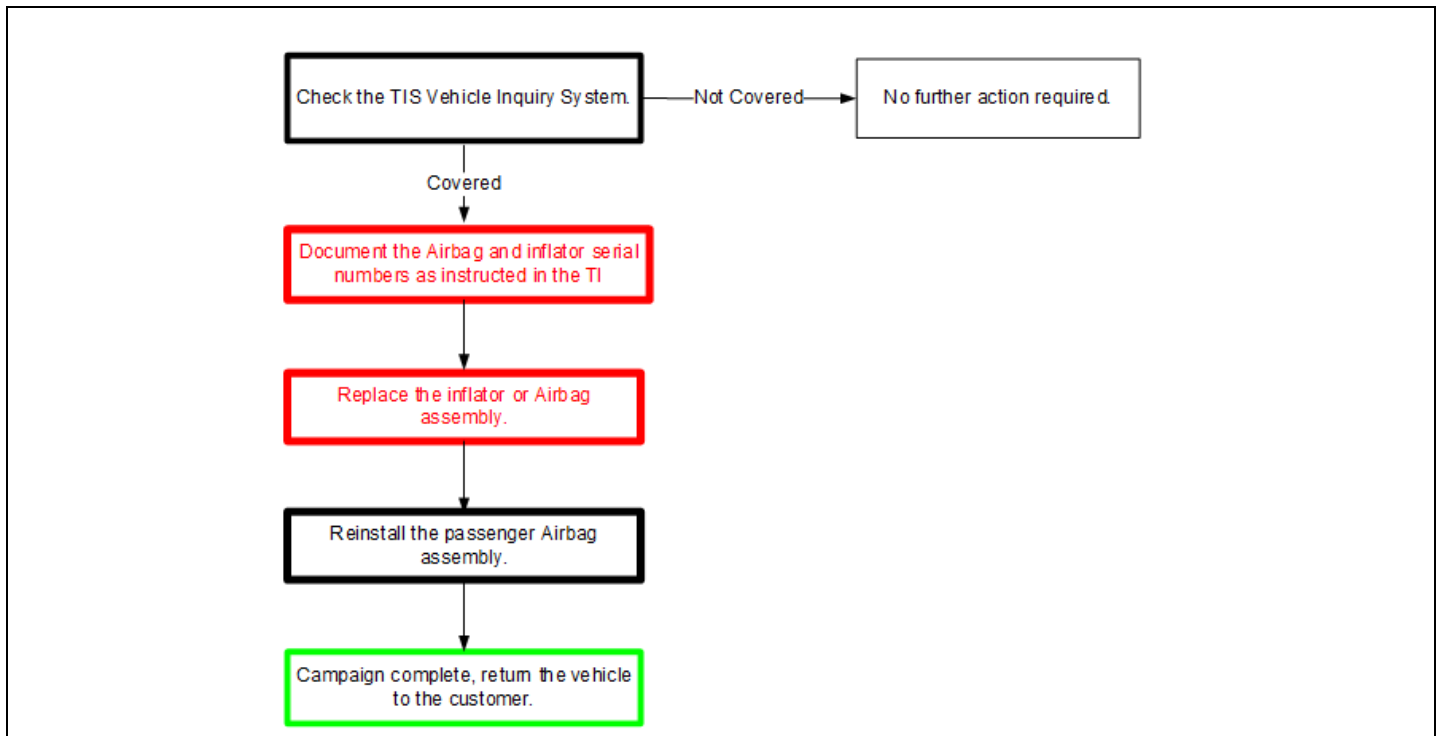 Check the TIS Vehicle Inquiry System.
Not Covered
No further action required.
Covered
Document the Airbag and inflator serial
numbers as instructed in the TI
Replace the inflator or Airbag
assembly.
Reinstall the passenger Airbag
assembly.
Campaign complete, return the vehicle
to the customer.